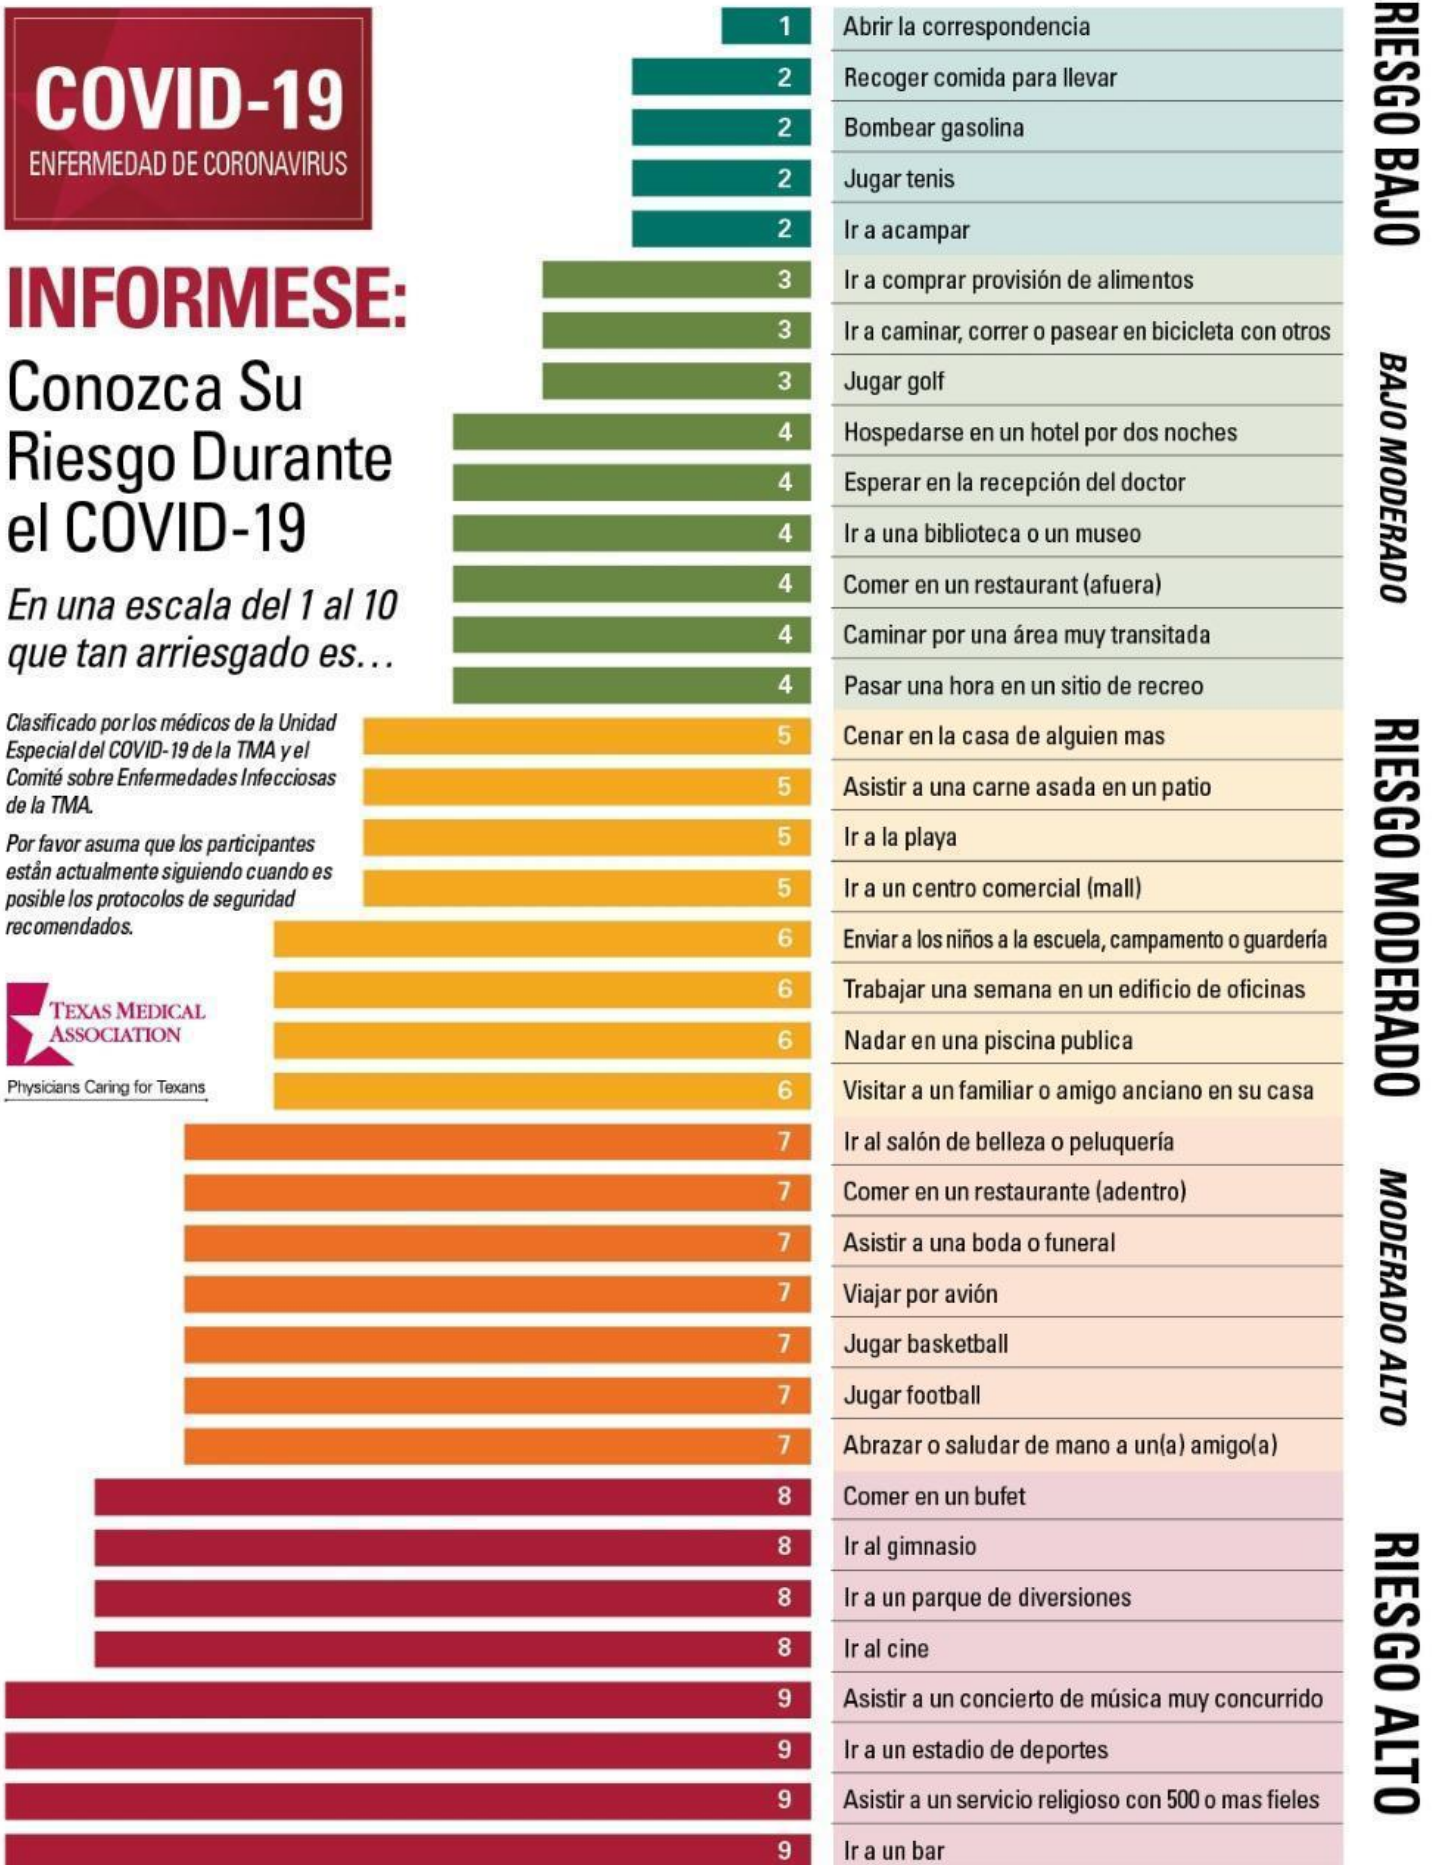 COVID-19
ENFERMEDAD DE CORONAVIRUS
INFORMESE:
Conozca Su
Riesgo Durante
el COVID-19
En una escala del 1 al 10
que tan arriesgado es...
Clasificado por los médicos de la Unidad
Especial del COVID-19 de la TMA y el
Comité sobre Enfermedades Infecciosas
de la TMA.
Por favor asuma que los participantes
están actualmente siguiendo cuando es
posible los protocolos de seguridad
recomendados.
TEXAS MEDICAL
ASSOCIATION
Physicians Caring for Texans
RIESGO BAJO
1 Abrir la correspondencia
2 Recoger comida para llevar
2 Bombear gasolina
2 Jugar tenis
2 Ir a acampar
BAJO MODERADO
3 Ir a comprar provisión de alimentos
3 Ir a caminar, correr o pasear en bicicleta con otros
3 Jugar golf
4 Hospedarse en un hotel por dos noches
4 Esperar en la recepción del doctor
4 Ir a una biblioteca o un museo
4 Comer en un restaurant (afuera)
4 Caminar por una área muy transitada
4 Pasar una hora en un sitio de recreo
RIESGO MODERADO
5 Cenar en la casa de alguien mas
5 Asistir a una carne asada en un patio
5 Ir a la playa
5 Ir a un centro comercial (mall)
6 Enviar a los niños a la escuela, campamento o guardería
6 Trabajar una semana en un edificio de oficinas
6 Nadar en una piscina publica
6 Visitar a un familiar o amigo anciano en su casa
MODERADO ALTO
7 Ir al salón de belleza o peluquería
7 Comer en un restaurante (adentro)
7 Asistir a una boda o funeral
7 Viajar por avión
7 Jugar basketball
7 Jugar football
7 Abrazar o saludar de mano a un(a) amigo(a)
RIESGO ALTO
8 Comer en un bufet
8 Ir al gimnasio
8 Ir a un parque de diversiones
8 Ir al cine
9 Asistir a un concierto de música muy concurrido
9 Ir a un estadio de deportes
9 Asistir a un servicio religioso con 500 o mas fieles
9 Ir a un bar